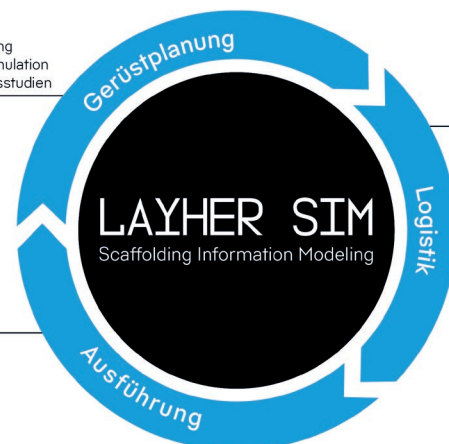 Gerüstplanung
Logistik
Ausführung
LAYHER SIM
Scaffolding Information Modeling